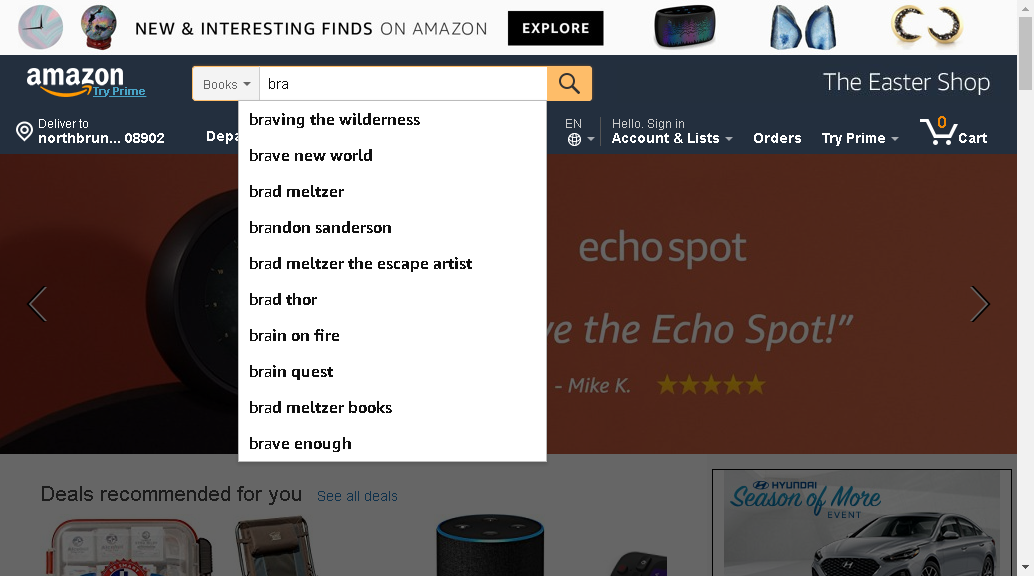 NEW & INTERESTING FINDS ON AMAZON EXPLORE
amazon
Try Prime
Books
bra
The Easter Shop
Deliver to
northbrun... 08902
Depa
EN
Hello. Sign in
Account & Lists
Orders
Try Prime
0
Cart
braving the wilderness
brave new world
brad meltzer
brandon sanderson
brad meltzer the escape artist
brad thor
brain on fire
brain quest
brad meltzer books
brave enough
echo spot
ve the Echo Spot!”
- Mike K.
Deals recommended for you See all deals
HYUNDAI
Season of More
EVENT